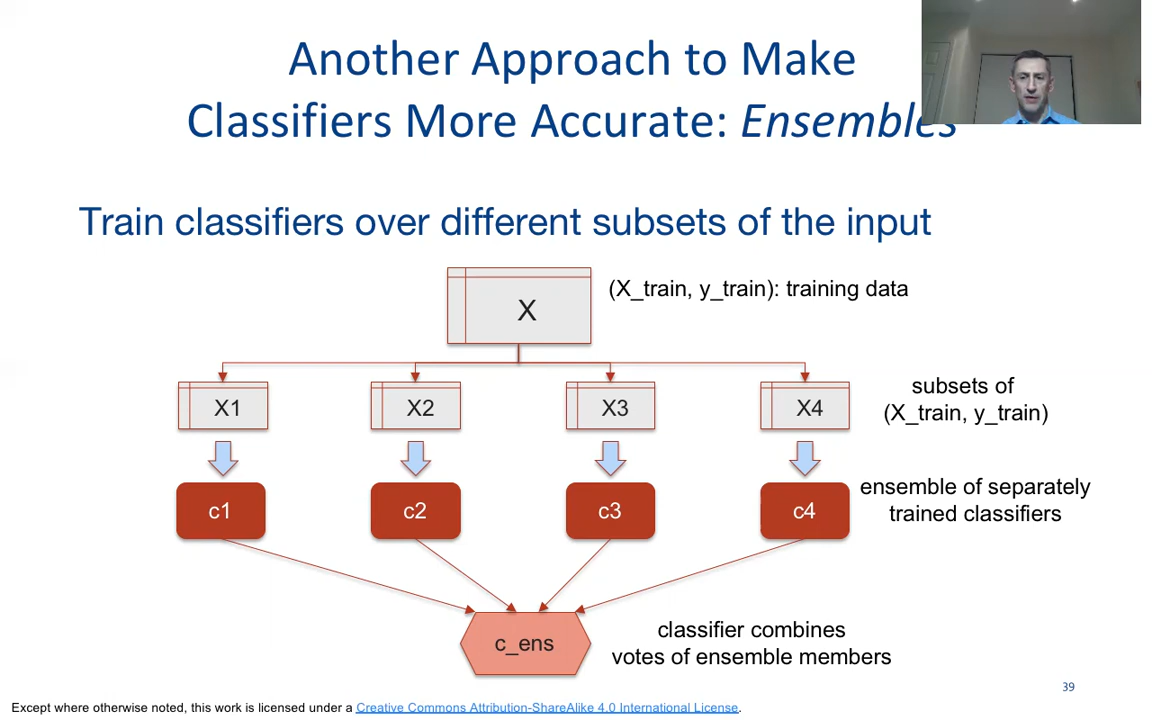 Another Approach to Make
Classifiers More Accurate: Ensembles
Train classifiers over different subsets of the input
X
(X_train, y_train): training data
X1
X2
X3
X4
subsets of
(X_train, y_train)
c1
c2
c3
c4
ensemble of separately
trained classifiers
c_ens
classifier combines
votes of ensemble members
39
Except where otherwise noted, this work is licensed under a Creative Commons Attribution-ShareAlike 4.0 International License.